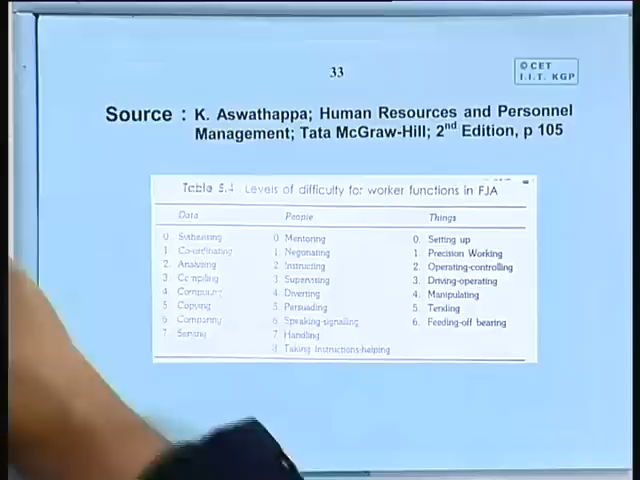 33
© CET
I.I.T. KGP
Source : K. Aswathappa; Human Resources and Personnel
Management; Tata McGraw-Hill; 2nd Edition, p 105
Table 5.4 Levels of difficulty for worker functions in FJA
Data People Things
0. 0 Mentoring 0. Setting up
1 Co-ordinating 1. Negotiating 1 Precision Working
2. Analysing 2 Instructing 2. Operating-controlling
3. Compiling 3 Supervising 3. Driving-operating
4 Computing 4 Diverting 4. Manipulating
5 Copying 5 Persuading 5. Tending
6 Comparing 6 Speaking-signalling 6. Feeding-off bearing
7 7 Handling
8 Taking instructions-helping